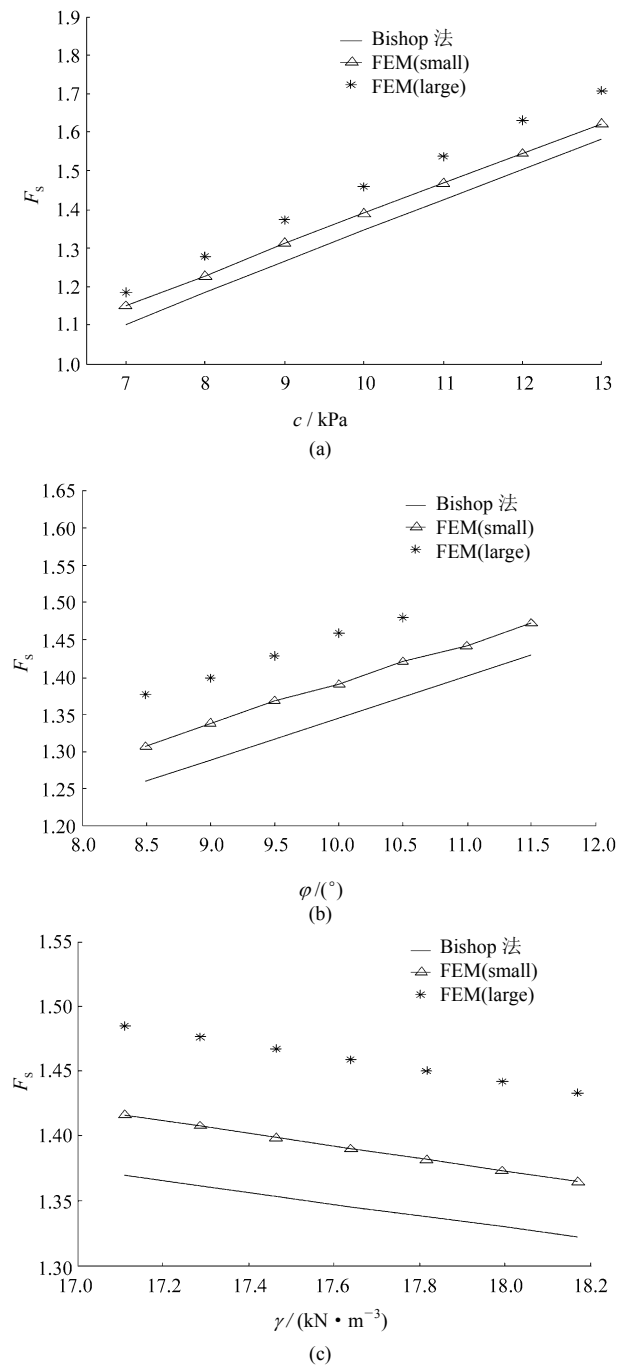 1.9
1.8
1.7
1.6
1.5
1.4
1.3
1.2
1.1
1.0
Fs
Bishop 法
FEM(small)
FEM(large)
7 8 9 10 11 12 13
c / kPa
(a)
1.65
1.60
1.55
1.50
1.45
1.40
1.35
1.30
1.25
1.20
Fs
Bishop 法
FEM(small)
FEM(large)
8.0 8.5 9.0 9.5 10.0 10.5 11.0 11.5 12.0
φ /(°)
(b)
1.55
1.50
1.45
1.40
1.35
1.30
Fs
Bishop 法
FEM(small)
FEM(large)
17.0 17.2 17.4 17.6 17.8 18.0 18.2
γ / (kN·m⁻³)
(c)